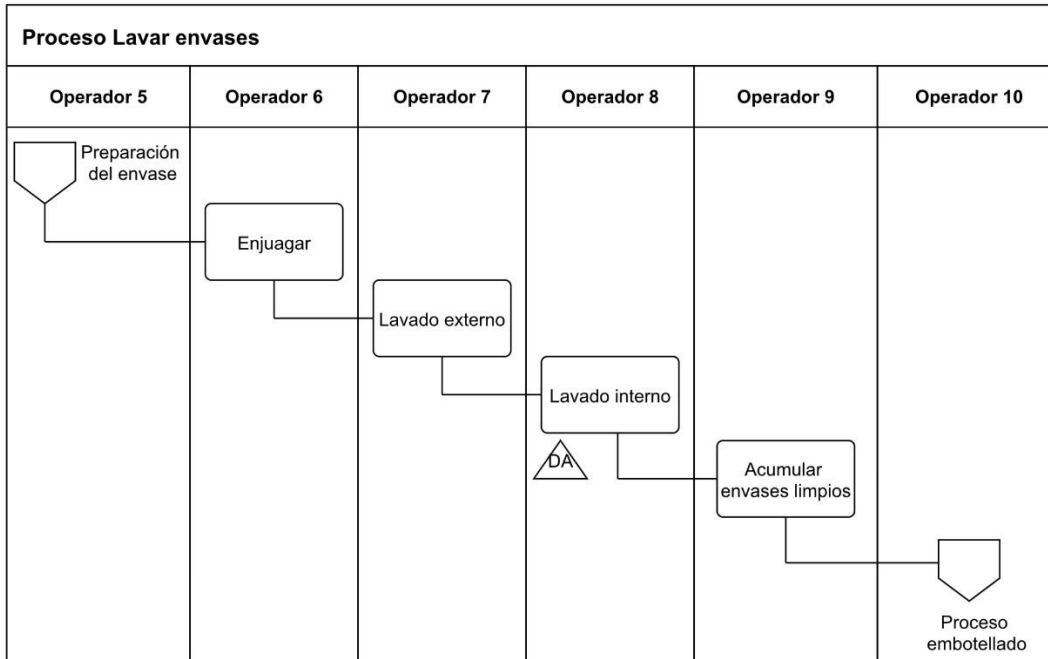 Proceso Lavar envases
Operador 5
Operador 6
Operador 7
Operador 8
Operador 9
Operador 10
Preparación
del envase
Enjuagar
Lavado externo
Lavado interno
DA
Acumular
envases limpios
Proceso
embotellado